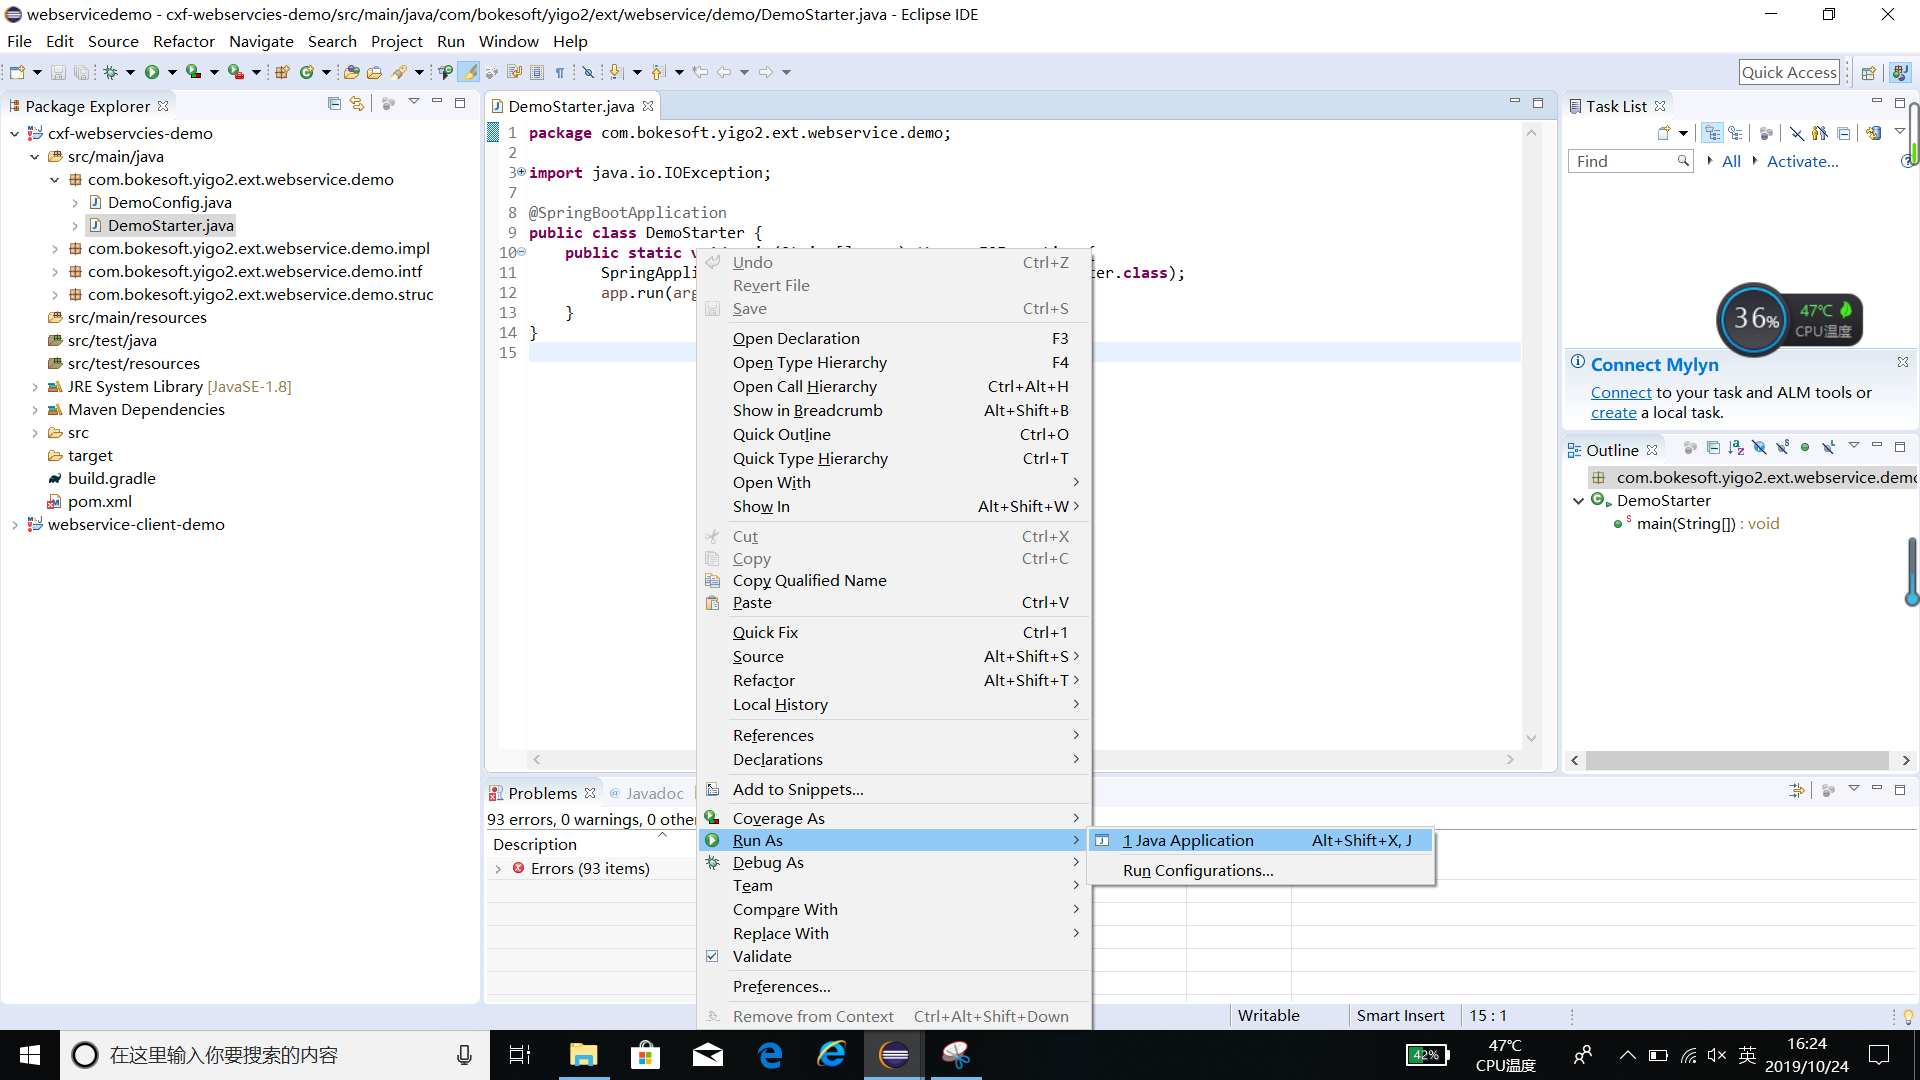 webservicedemo - cxf-webservcies-demo/src/main/java/com/bokesoft/yigo2/ext/webservice/demo/DemoStarter.java - Eclipse IDE
File Edit Source Refactor Navigate Search Project Run Window Help
Quick Access
Package Explorer
cxf-webservcies-demo
src/main/java
com.bokesoft.yigo2.ext.webservice.demo
DemoConfig.java
DemoStarter.java
com.bokesoft.yigo2.ext.webservice.demo.impl
com.bokesoft.yigo2.ext.webservice.demo.intf
com.bokesoft.yigo2.ext.webservice.demo.struc
src/main/resources
src/test/java
src/test/resources
JRE System Library [JavaSE-1.8]
Maven Dependencies
src
target
build.gradle
pom.xml
webservice-client-demo
DemoStarter.java
1 package com.bokesoft.yigo2.ext.webservice.demo;
2
3 import java.io.IOException;
7
8 @SpringBootApplication
9 public class DemoStarter {
10 public static
11 SpringAppli
ter.class);
12 app.run(arg
13 }
14 }
15
Undo Ctrl+Z
Revert File
Save Ctrl+S
Open Declaration F3
Open Type Hierarchy F4
Open Call Hierarchy Ctrl+Alt+H
Show in Breadcrumb Alt+Shift+B
Quick Outline Ctrl+O
Quick Type Hierarchy Ctrl+T
Open With
Show In Alt+Shift+W
Cut Ctrl+X
Copy Ctrl+C
Copy Qualified Name
Paste Ctrl+V
Quick Fix Ctrl+1
Source Alt+Shift+S
Refactor Alt+Shift+T
Local History
References
Declarations
Add to Snippets...
Coverage As
Run As
Debug As
Team
Compare With
Replace With
Validate
Preferences...
Remove from Context Ctrl+Alt+Shift+Down
1 Java Application Alt+Shift+X, J
Run Configurations...
Problems @ Javadoc
93 errors, 0 warnings, 0 other
Description
Errors (93 items)
Task List
Find All Activate...
36% 47℃
CPU温度
Connect Mylyn
Connect to your task and ALM tools or
create a local task.
Outline
com.bokesoft.yigo2.ext.webservice.demo
DemoStarter
main(String[]) : void
Writable Smart Insert 15 : 1
在这里输入你要搜索的内容
42%
47℃
CPU温度
英
16:24
2019/10/24